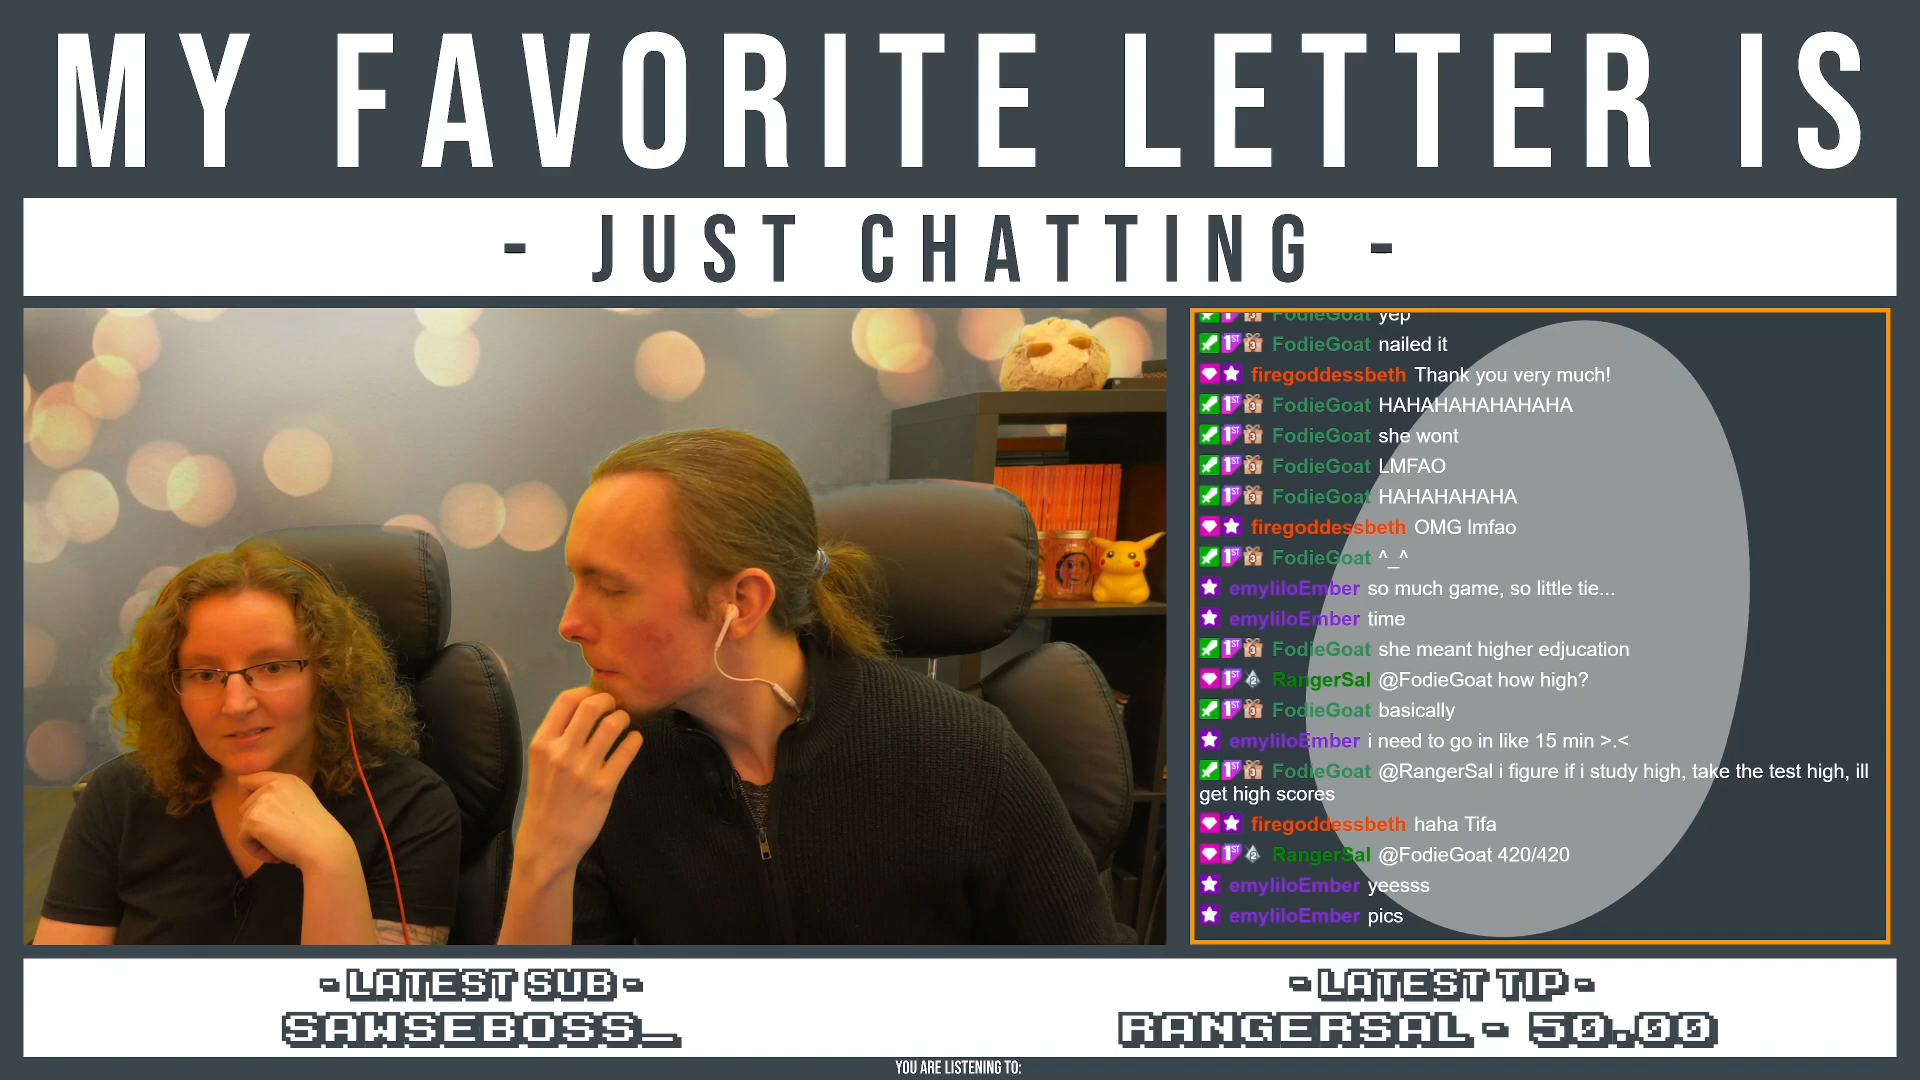 MY FAVORITE LETTER IS
- JUST CHATTING -
FodieGoat yep
FodieGoat nailed it
firegoddessbeth Thank you very much!
FodieGoat HAHAHAHAHAHAHA
FodieGoat she wont
FodieGoat LMFAO
FodieGoat HAHAHAHAHA
firegoddessbeth OMG lmfao
FodieGoat ^_^
emyliloEmber so much game, so little tie...
emyliloEmber time
FodieGoat she meant higher edjucation
RangerSal @FodieGoat how high?
FodieGoat basically
emyliloEmber i need to go in like 15 min >.<
FodieGoat @RangerSal i figure if i study high, take the test high, ill
get high scores
firegoddessbeth haha Tifa
RangerSal @FodieGoat 420/420
emyliloEmber yeesss
emyliloEmber pics
- LATEST SUB -
SAWSEBOSS_
- LATEST TIP -
RANGERSAL - 50.00
YOU ARE LISTENING TO: